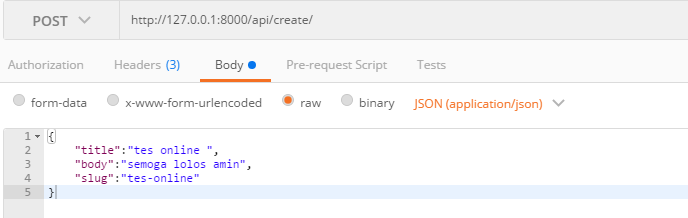 POST http://127.0.0.1:8000/api/create/
Authorization Headers (3) Body Pre-request Script Tests
form-data x-www-form-urlencoded raw binary JSON (application/json)
1 {
2 "title":"tes online ",
3 "body":"semoga lolos amin",
4 "slug":"tes-online"
5 }